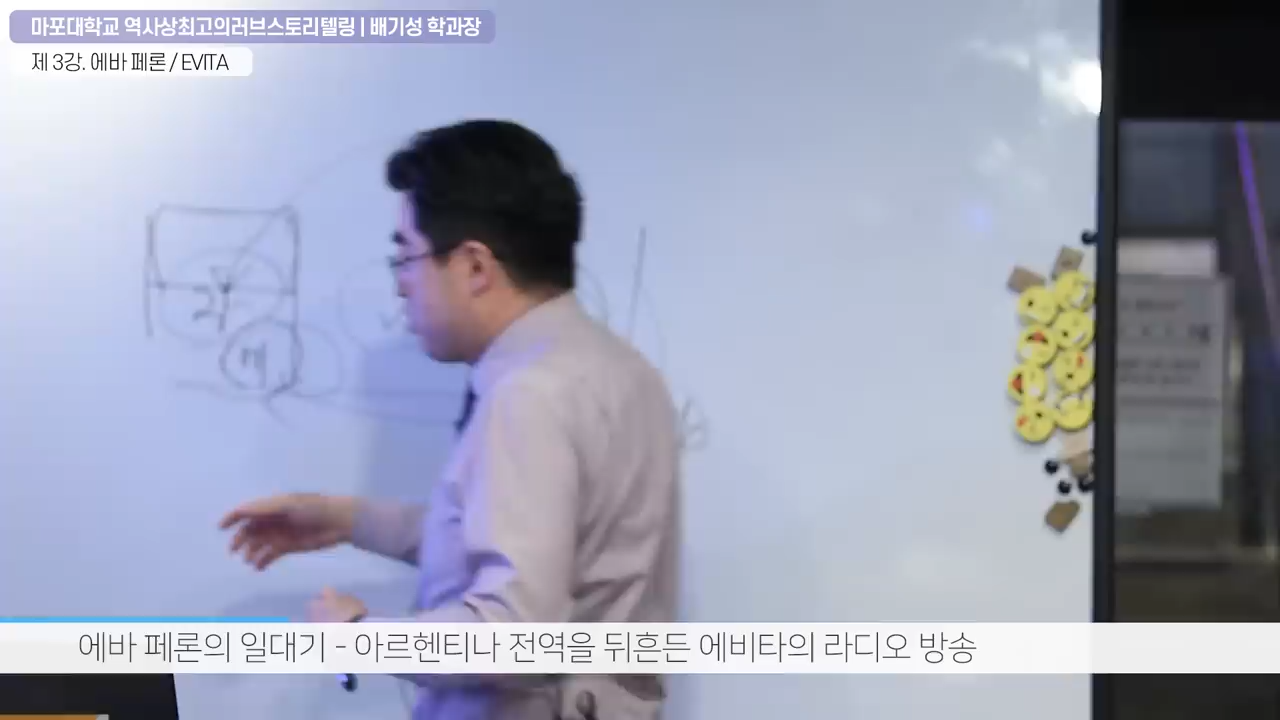 마포대학교 역사상최고의러브스토리텔링 | 배기성 학과장
제 3강. 에바 페론 / EVITA
에바 페론의 일대기 - 아르헨티나 전역을 뒤흔든 에비타의 라디오 방송